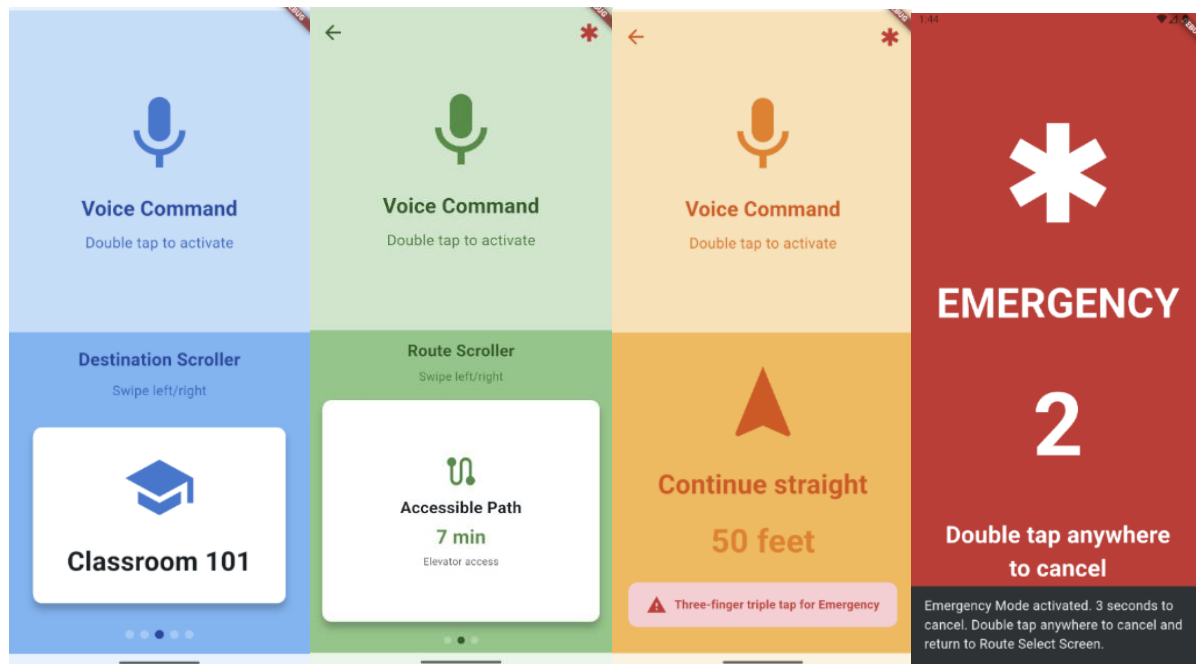 Voice Command
Double tap to activate
Destination Scroller
Swipe left/right
Classroom 101
Voice Command
Double tap to activate
Route Scroller
Swipe left/right
Accessible Path
7 min
Elevator access
Voice Command
Double tap to activate
Continue straight
50 feet
Three-finger triple tap for Emergency
1:44
EMERGENCY
2
Double tap anywhere
to cancel
Emergency Mode activated. 3 seconds to
cancel. Double tap anywhere to cancel and
return to Route Select Screen.